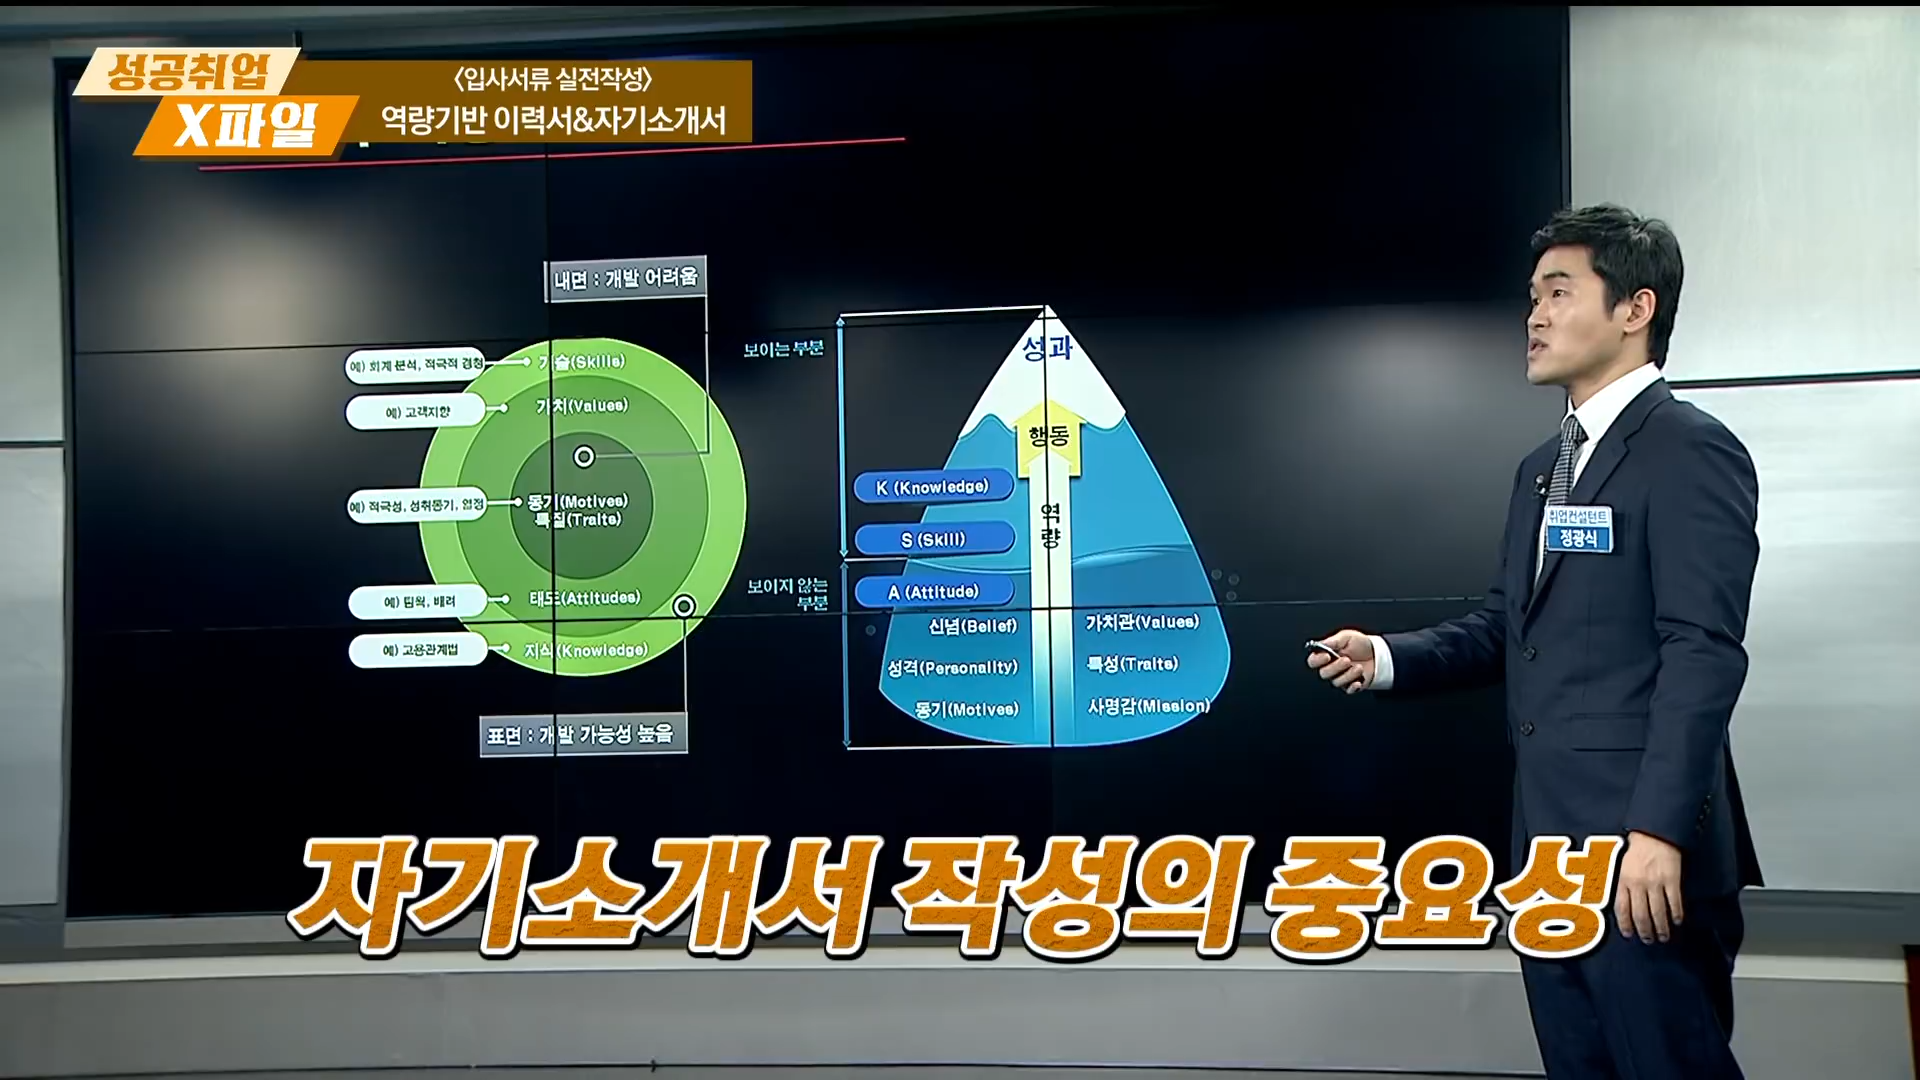 성공취업
X파일
<입사서류 실전작성>
역량기반 이력서&자기소개서
내면 : 개발 어려움
예) 회계 분석, 적극적 경청
기술(Skills)
예) 고객지향
가치(Values)
예) 적극성, 성취동기, 열정
동기(Motives)
특질(Traits)
예) 팀웍, 배려
태도(Attitudes)
예) 고용관계법
지식(Knowledge)
표면 : 개발 가능성 높음
보이는 부분
성과
행동
역량
K (Knowledge)
S (Skill)
보이지 않는
부분
A (Attitude)
신념(Belief)
가치관(Values)
성격(Personality)
특성(Traits)
동기(Motives)
사명감(Mission)
취업컨설턴트
정광식
자기소개서 작성의 중요성